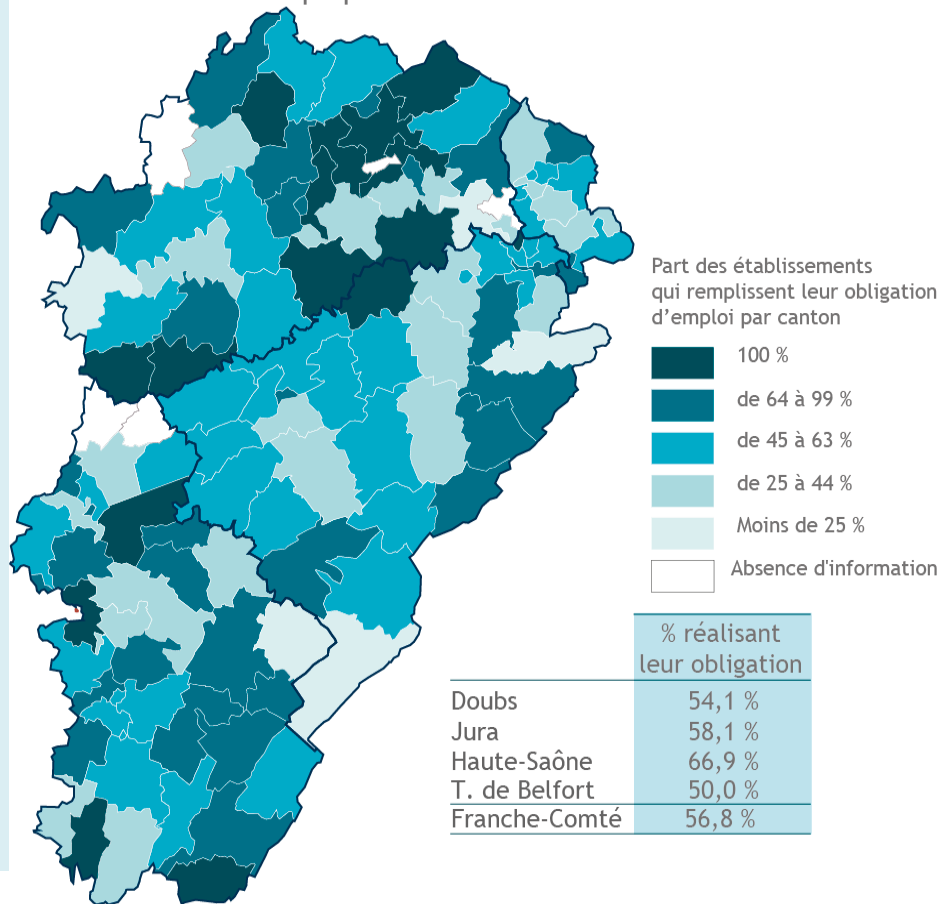 Part des établissements
qui remplissent leur obligation
d’emploi par canton
100 %
de 64 à 99 %
de 45 à 63 %
de 25 à 44 %
Moins de 25 %
Absence d'information
% réalisant
leur obligation
Doubs 54,1 %
Jura 58,1 %
Haute-Saône 66,9 %
T. de Belfort 50,0 %
Franche-Comté 56,8 %